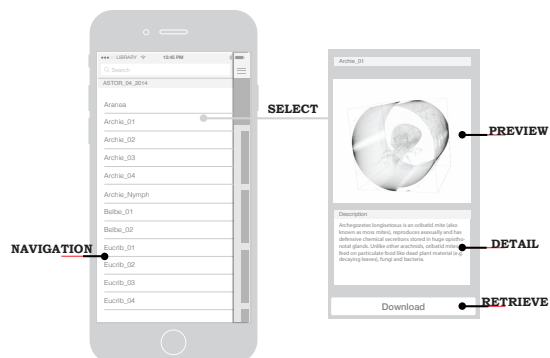 LIBRARY 12:45 PM
Search
ASTOR_04_2014
Aranea
Archie_01
Archie_02
Archie_03
Archie_04
Archie_Nymph
Belbe_01
Belbe_02
Eucrib_01
Eucrib_02
Eucrib_03
Eucrib_04
NAVIGATION
SELECT
Archie_01
PREVIEW
Description
Archegozetes longisetosus is an oribatid mite (also
known as moss mites), reproduces asexually and has
defensive chemical secretions stored in huge opistho-
notal glands. Unlike other arachnids, oribatid mites
feed on particulate food like dead plant material (e.g.
decaying leaves), fungi and bacteria.
DETAIL
Download
RETRIEVE